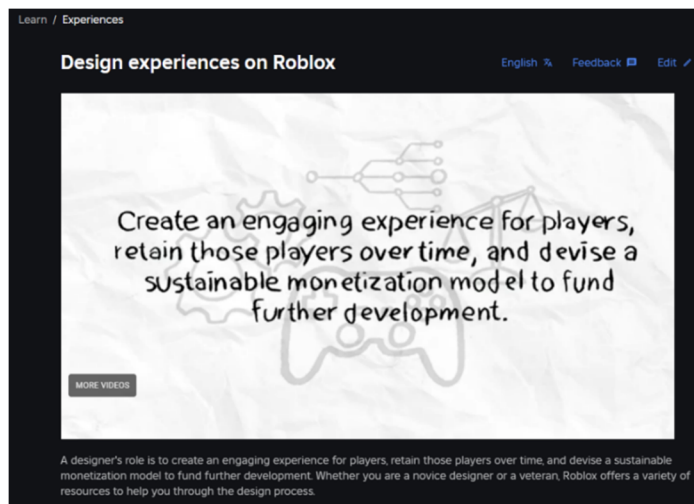 Learn / Experiences
Design experiences on Roblox
English Feedback Edit
Create an engaging experience for players,
retain those players over time, and devise a
sustainable monetization model to fund
further development.
MORE VIDEOS
A designer's role is to create an engaging experience for players, retain those players over time, and devise a sustainable
monetization model to fund further development. Whether you are a novice designer or a veteran, Roblox offers a variety of
resources to help you through the design process.